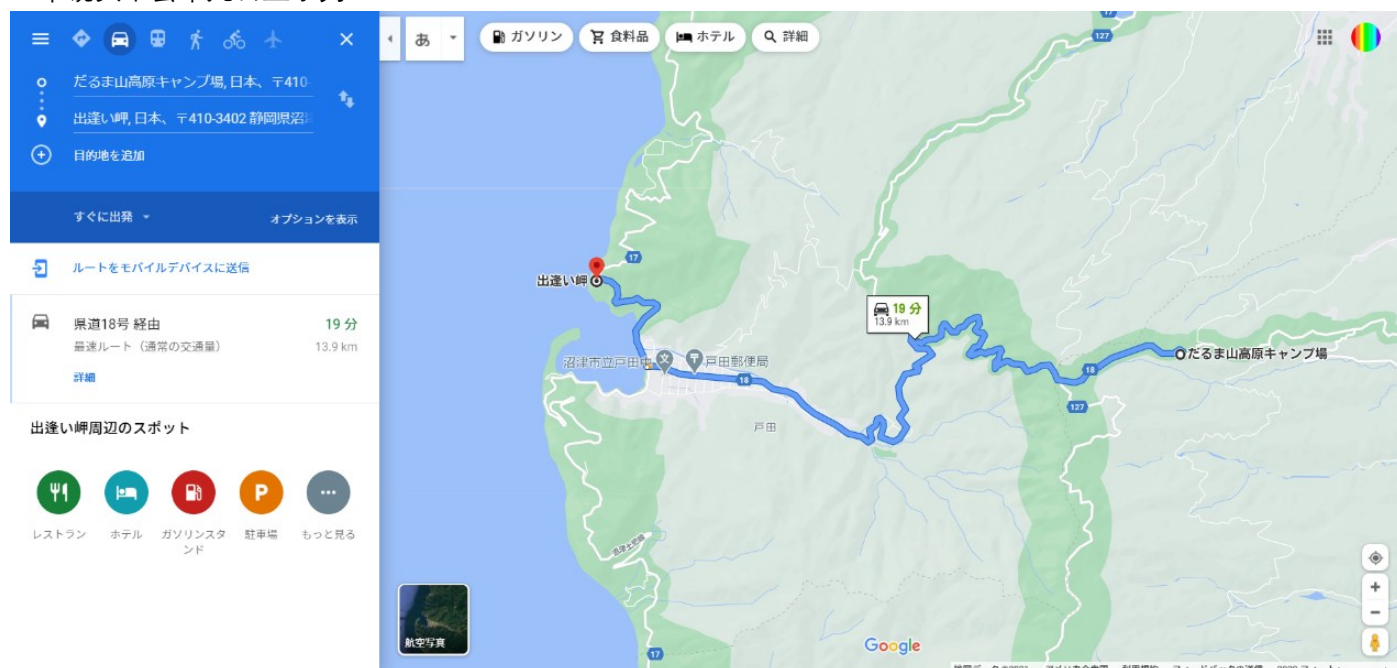 だるま山高原キャンプ場, 日本、〒410-
出逢い岬, 日本、〒410-3402 静岡県沼
目的地を追加
すぐに出発
オプションを表示
ルートをモバイルデバイスに送信
県道18号 経由
19 分
最速ルート（通常の交通量）
13.9 km
詳細
出逢い岬周辺のスポット
レストラン
ホテル
ガソリンスタ
ンド
駐車場
もっと見る
あ
ガソリン
食料品
ホテル
詳細
127
17
127
17
出逢い岬
19 分
13.9 km
だるま山高原キャンプ場
沼津市立戸田中
文
戸田郵便局
18
18
127
戸田
航空写真
17
Google